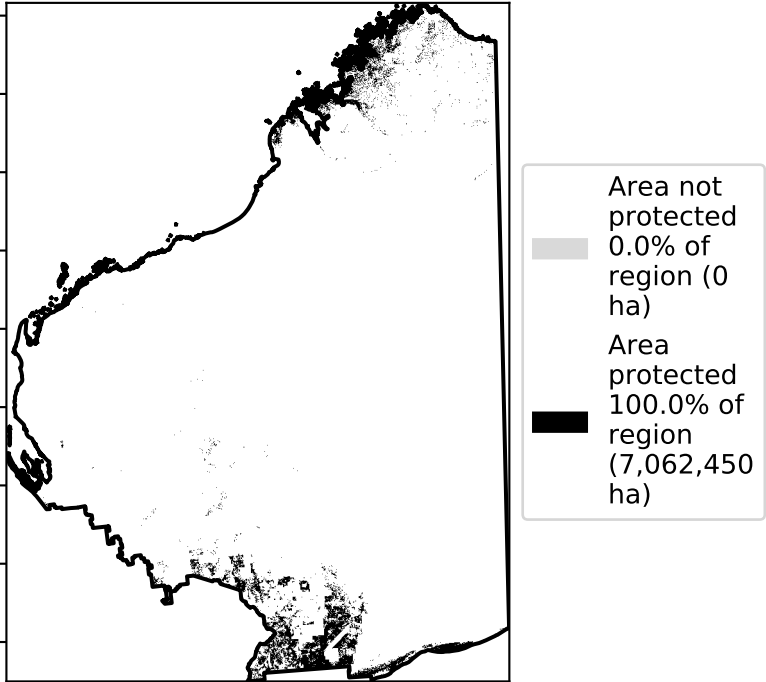 Area not
protected
0.0% of
region (0
ha)
Area
protected
100.0% of
region
(7,062,450
ha)